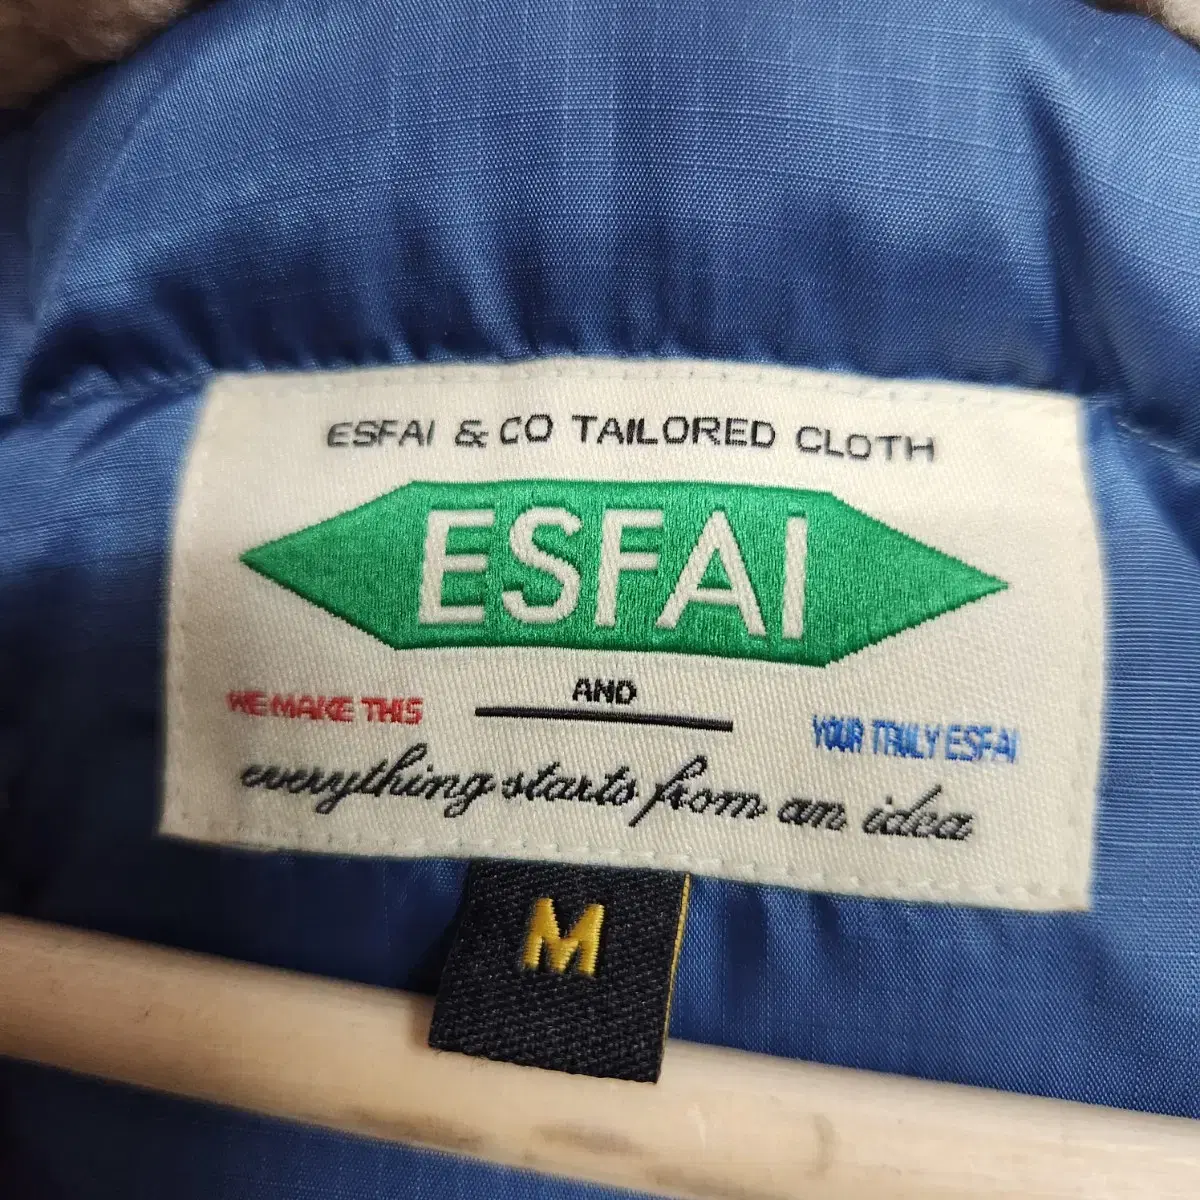 ESFAI & CO TAILORED CLOTH
ESFAI
AND
WE MAKE THIS
YOUR TRULY ESFAI
everything starts from an idea
M